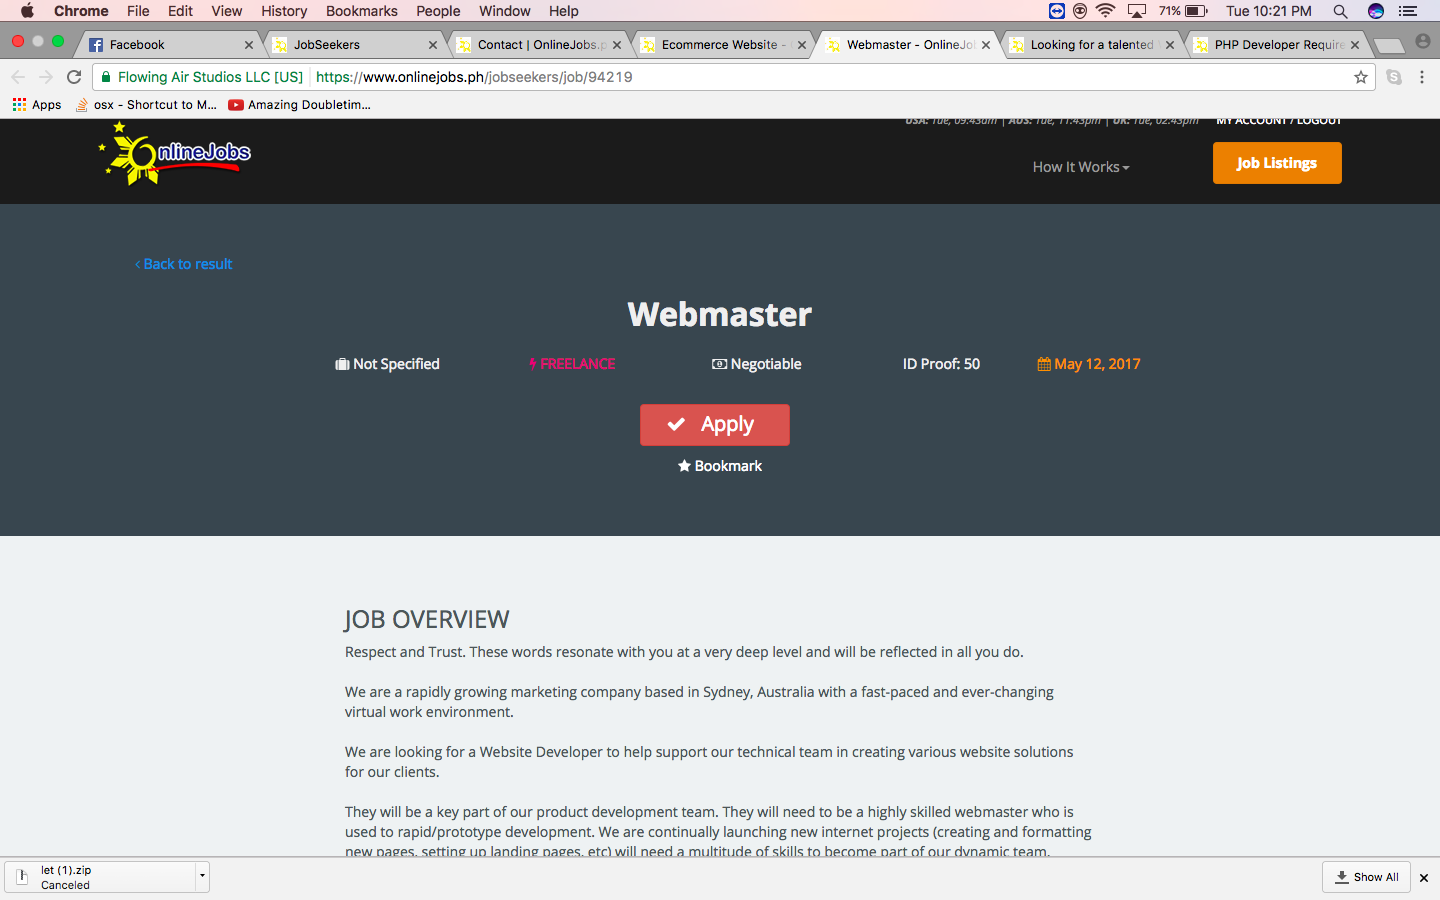 Chrome File Edit View History Bookmarks People Window Help 71% Tue 10:21 PM
Facebook JobSeekers Contact | OnlineJobs.p Ecommerce Website - Webmaster - OnlineJo Looking for a talented PHP Developer Require
Flowing Air Studios LLC [US] https://www.onlinejobs.ph/jobseekers/job/94219
Apps osx - Shortcut to M... Amazing Doubletim...
USA: Tue, 09:43am | AUS: Tue, 11:43pm | UK: Tue, 02:43pm MY ACCOUNT / LOGOUT
OnlineJobs
How It Works
Job Listings
Back to result
Webmaster
Not Specified FREELANCE Negotiable ID Proof: 50 May 12, 2017
Apply
Bookmark
JOB OVERVIEW
Respect and Trust. These words resonate with you at a very deep level and will be reflected in all you do.
We are a rapidly growing marketing company based in Sydney, Australia with a fast-paced and ever-changing
virtual work environment.
We are looking for a Website Developer to help support our technical team in creating various website solutions
for our clients.
They will be a key part of our product development team. They will need to be a highly skilled webmaster who is
used to rapid/prototype development. We are continually launching new internet projects (creating and formatting
new pages, setting up landing pages, etc) will need a multitude of skills to become part of our dynamic team.
let (1).zip
Canceled
Show All